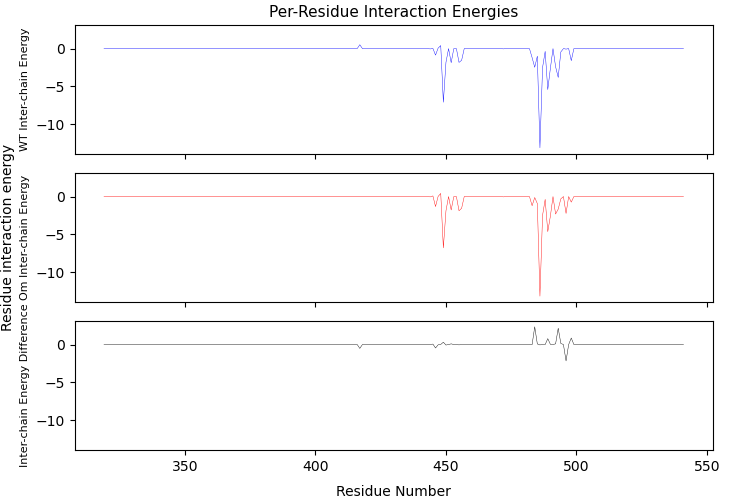 Per-Residue Interaction Energies
Residue interaction energy
WT Inter-chain Energy
0
−5
−10
Om Inter-chain Energy
0
−5
−10
Inter-chain Energy Difference
0
−5
−10
350
400
450
500
550
Residue Number